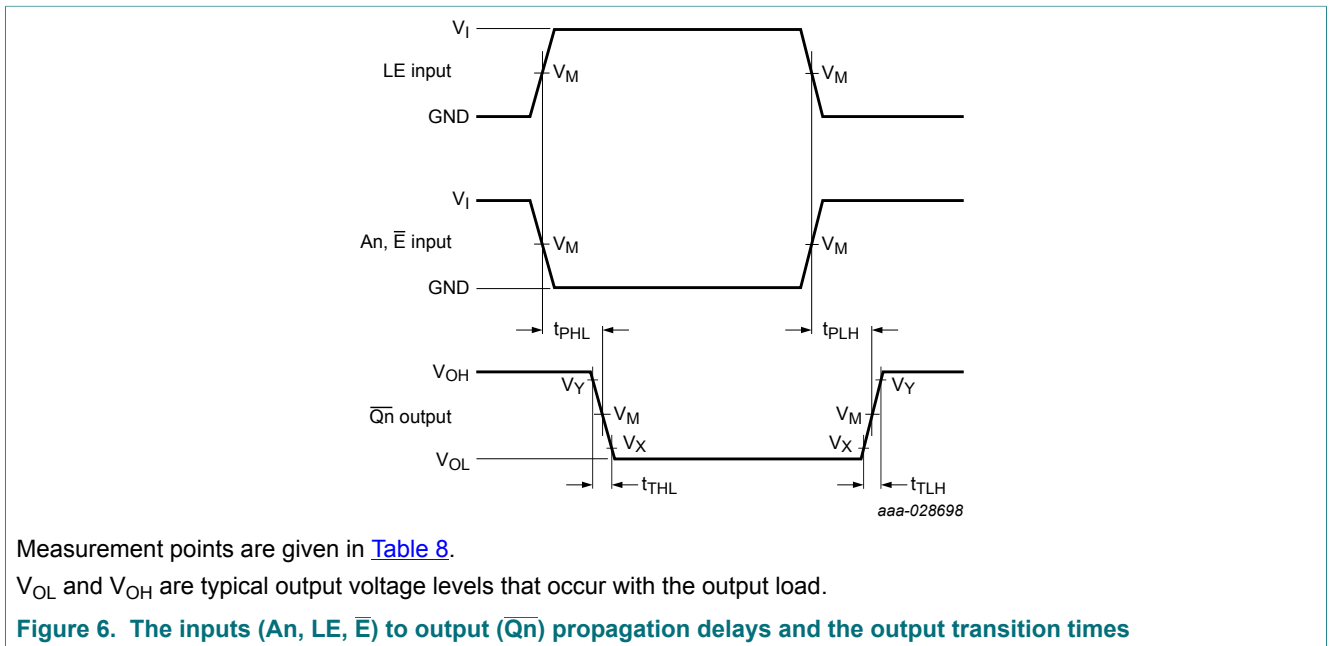 V_I
LE input
V_M V_M
GND
V_I
An, E̅ input
V_M V_M
GND
t_PHL t_PLH
V_OH
V_Y V_Y
Q̅n̅ output
V_M V_M
V_X V_X
V_OL
t_THL t_TLH
aaa-028698
Measurement points are given in Table 8.
V_OL and V_OH are typical output voltage levels that occur with the output load.
Figure 6. The inputs (An, LE, E̅) to output (Q̅n̅) propagation delays and the output transition times